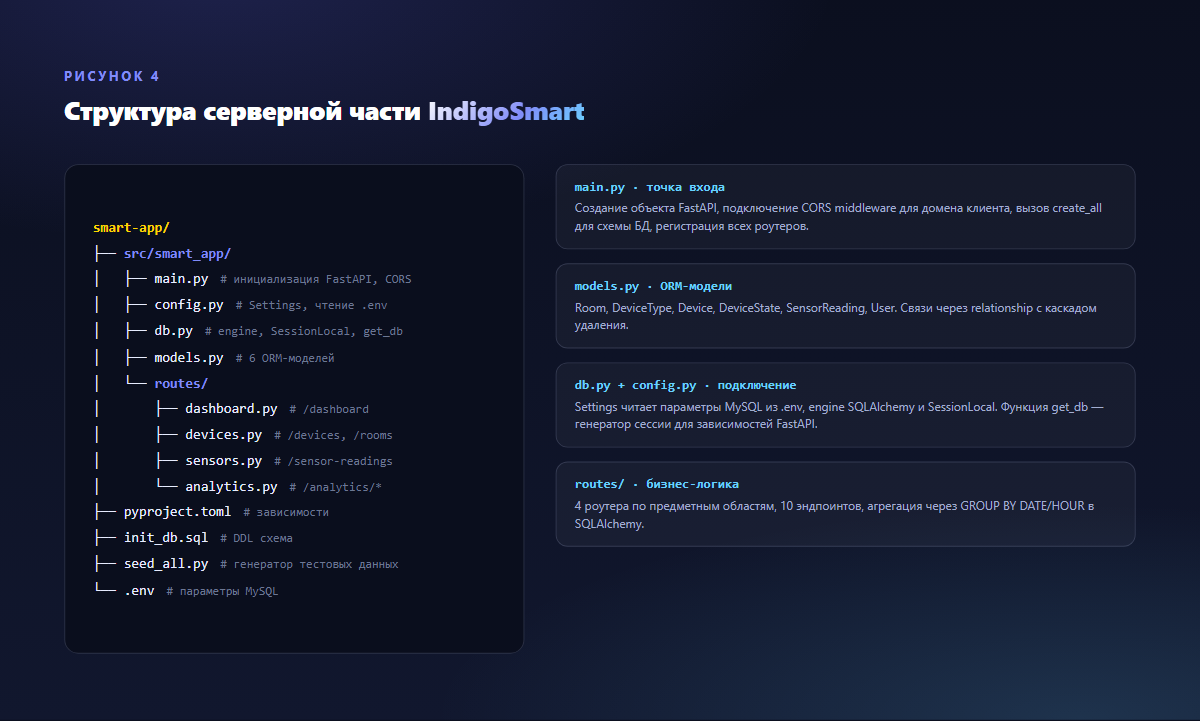 РИСУНОК 4
Структура серверной части IndigoSmart
smart-app/
├── src/smart_app/
│   ├── main.py # инициализация FastAPI, CORS
│   ├── config.py # Settings, чтение .env
│   ├── db.py # engine, SessionLocal, get_db
│   ├── models.py # 6 ORM-моделей
│   └── routes/
│       ├── dashboard.py # /dashboard
│       ├── devices.py # /devices, /rooms
│       ├── sensors.py # /sensor-readings
│       └── analytics.py # /analytics/*
├── pyproject.toml # зависимости
├── init_db.sql # DDL схема
├── seed_all.py # генератор тестовых данных
└── .env # параметры MySQL
main.py · точка входа
Создание объекта FastAPI, подключение CORS middleware для домена клиента, вызов create_all
для схемы БД, регистрация всех роутеров.
models.py · ORM-модели
Room, DeviceType, Device, DeviceState, SensorReading, User. Связи через relationship с каскадом
удаления.
db.py + config.py · подключение
Settings читает параметры MySQL из .env, engine SQLAlchemy и SessionLocal. Функция get_db —
генератор сессии для зависимостей FastAPI.
routes/ · бизнес-логика
4 роутера по предметным областям, 10 эндпоинтов, агрегация через GROUP BY DATE/HOUR в
SQLAlchemy.